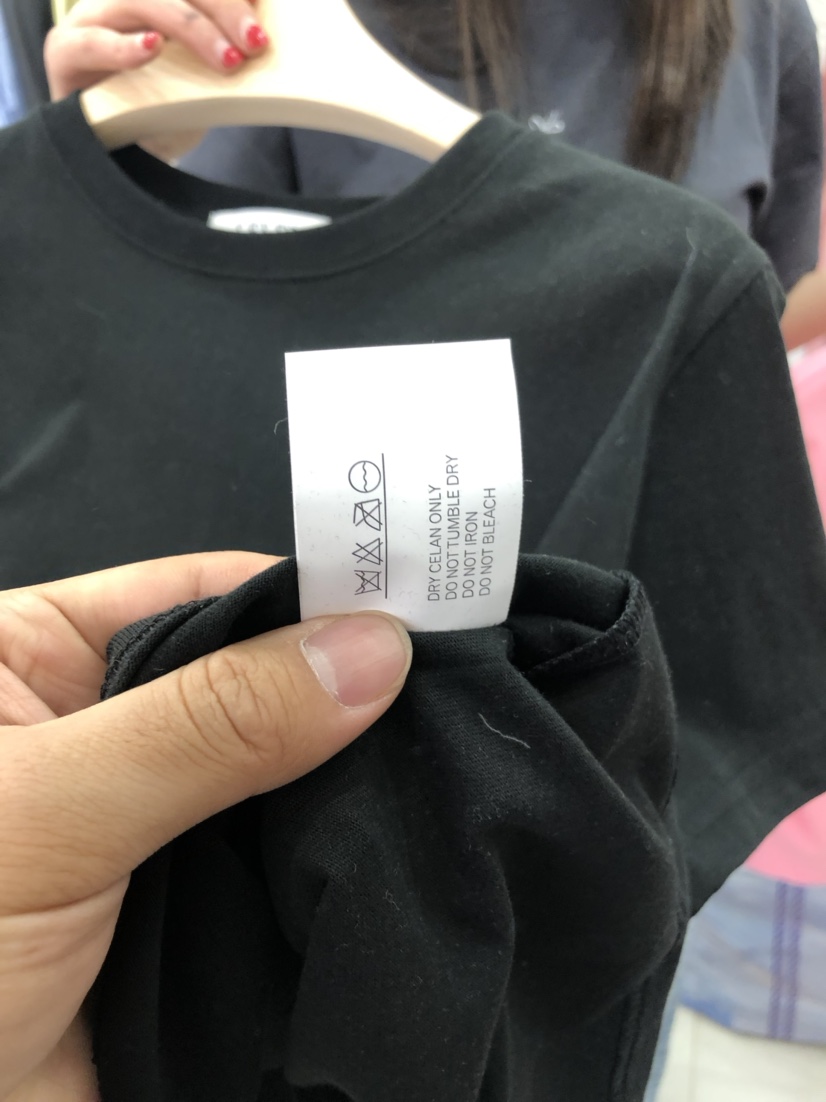 DRY CELAN ONLY
DO NOT TUMBLE DRY
DO NOT IRON
DO NOT BLEACH